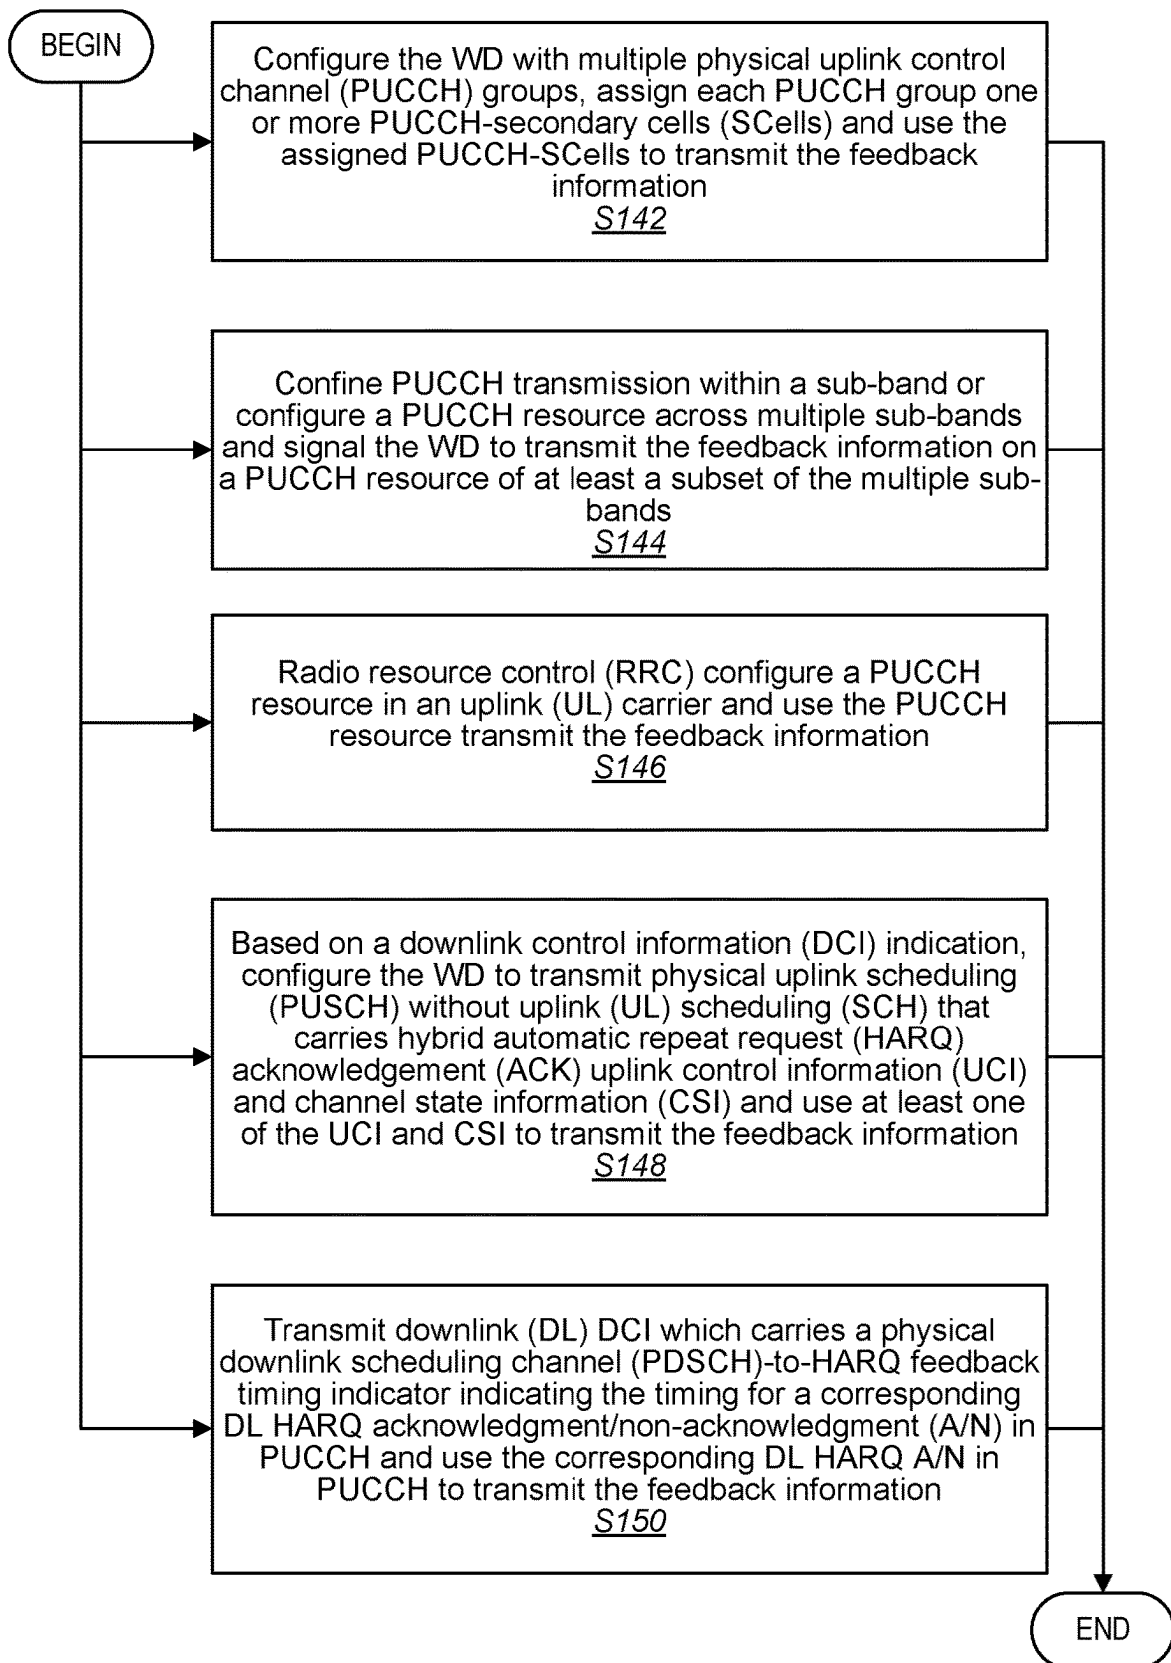 BEGIN
Configure the WD with multiple physical uplink control
channel (PUCCH) groups, assign each PUCCH group one
or more PUCCH-secondary cells (SCells) and use the
assigned PUCCH-SCells to transmit the feedback
information
S142
Confine PUCCH transmission within a sub-band or
configure a PUCCH resource across multiple sub-bands
and signal the WD to transmit the feedback information on
a PUCCH resource of at least a subset of the multiple sub-
bands
S144
Radio resource control (RRC) configure a PUCCH
resource in an uplink (UL) carrier and use the PUCCH
resource transmit the feedback information
S146
Based on a downlink control information (DCI) indication,
configure the WD to transmit physical uplink scheduling
(PUSCH) without uplink (UL) scheduling (SCH) that
carries hybrid automatic repeat request (HARQ)
acknowledgement (ACK) uplink control information (UCI)
and channel state information (CSI) and use at least one
of the UCI and CSI to transmit the feedback information
S148
Transmit downlink (DL) DCI which carries a physical
downlink scheduling channel (PDSCH)-to-HARQ feedback
timing indicator indicating the timing for a corresponding
DL HARQ acknowledgment/non-acknowledgment (A/N) in
PUCCH and use the corresponding DL HARQ A/N in
PUCCH to transmit the feedback information
S150
END